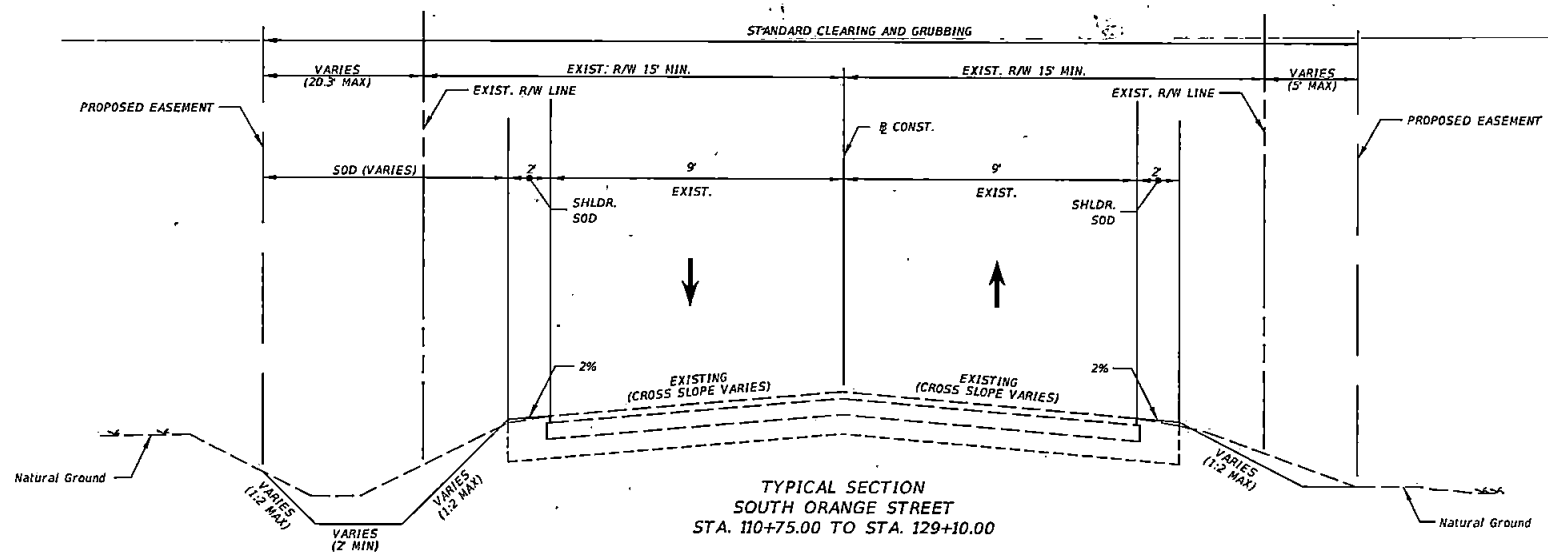 STANDARD CLEARING AND GRUBBING
VARIES
(20.3' MAX)
EXIST. R/W 15' MIN.
EXIST. R/W 15' MIN.
VARIES
(5' MAX)
PROPOSED EASEMENT
EXIST. R/W LINE
EXIST. R/W LINE
PROPOSED EASEMENT
B CONST.
SOD (VARIES)
2'
9'
9'
2'
EXIST.
EXIST.
SHLDR.
SOD
SHLDR.
SOD
2%
EXISTING
(CROSS SLOPE VARIES)
EXISTING
(CROSS SLOPE VARIES)
2%
Natural Ground
VARIES
(1:2 MAX)
VARIES
(2' MIN)
VARIES
(1:2 MAX)
VARIES
(1:2 MAX)
Natural Ground
TYPICAL SECTION
SOUTH ORANGE STREET
STA. 110+75.00 TO STA. 129+10.00